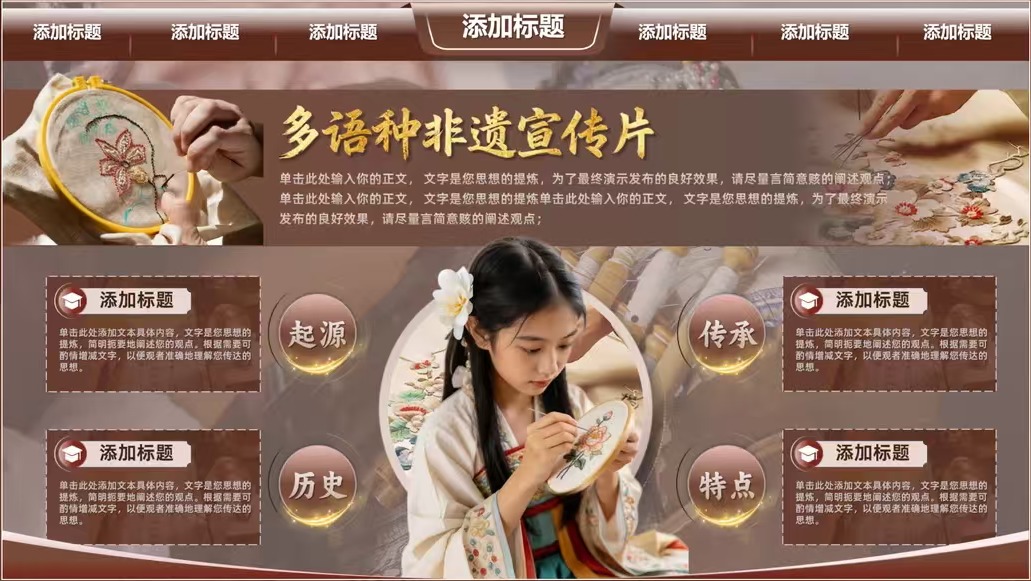 添加标题
添加标题
添加标题
添加标题
添加标题
添加标题
添加标题
多语种非遗宣传片
单击此处输入你的正文， 文字是您思想的提炼，为了最终演示发布的良好效果，请尽量言简意赅的阐述观点；
单击此处输入你的正文， 文字是您思想的提炼单击此处输入你的正文， 文字是您思想的提炼，为了最终演示
发布的良好效果，请尽量言简意赅的阐述观点；
添加标题
单击此处添加文本具体内容，文字是您思想的
提炼，简明扼要地阐述您的观点。根据需要可
酌情增减文字，以便观者准确地理解您传达的
思想。
起源
传承
添加标题
单击此处添加文本具体内容，文字是您思想的
提炼，简明扼要地阐述您的观点。根据需要可
酌情增减文字，以便观者准确地理解您传达的
思想。
添加标题
单击此处添加文本具体内容，文字是您思想的
提炼，简明扼要地阐述您的观点。根据需要可
酌情增减文字，以便观者准确地理解您传达的
思想。
历史
特点
添加标题
单击此处添加文本具体内容，文字是您思想的
提炼，简明扼要地阐述您的观点。根据需要可
酌情增减文字，以便观者准确地理解您传达的
思想。